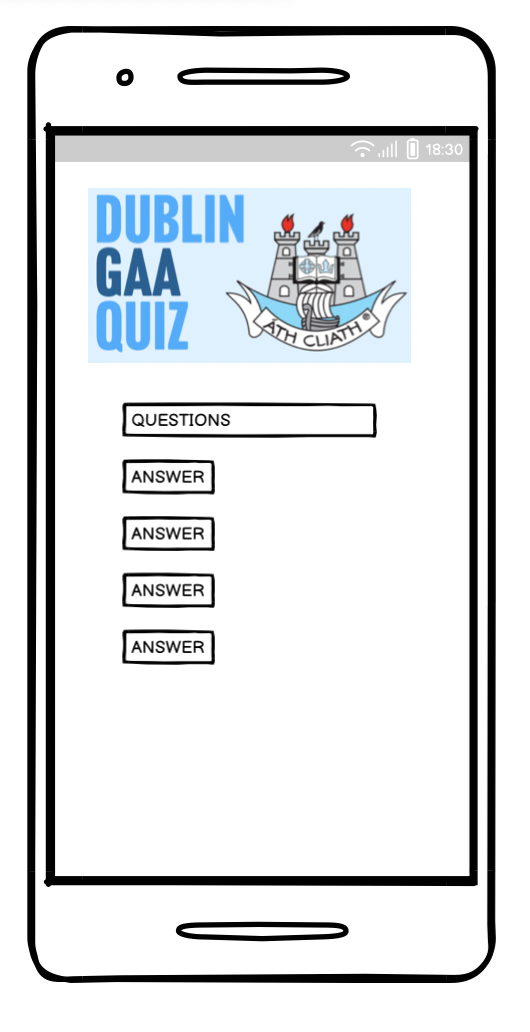 18:30
DUBLIN
GAA
QUIZ
ÁTH CLIATH ®
QUESTIONS
ANSWER
ANSWER
ANSWER
ANSWER